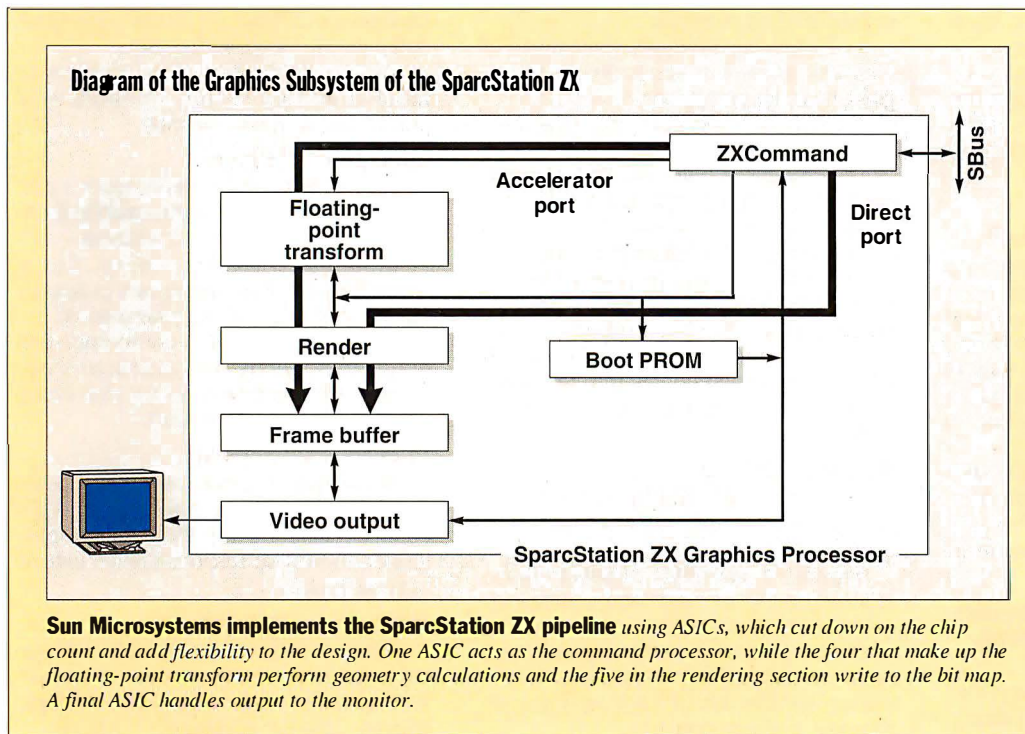 Diagram of the Graphics Subsystem of the SparcStation ZX
ZXCommand
SBus
Accelerator
port
Direct
port
Floating-
point
transform
Render
Boot PROM
Frame buffer
Video output
SparcStation ZX Graphics Processor
Sun Microsystems implements the SparcStation ZX pipeline using ASICs, which cut down on the chip
count and add flexibility to the design. One ASIC acts as the command processor, while the four that make up the
floating-point transform perform geometry calculations and the five in the rendering section write to the bit map.
A final ASIC handles output to the monitor.